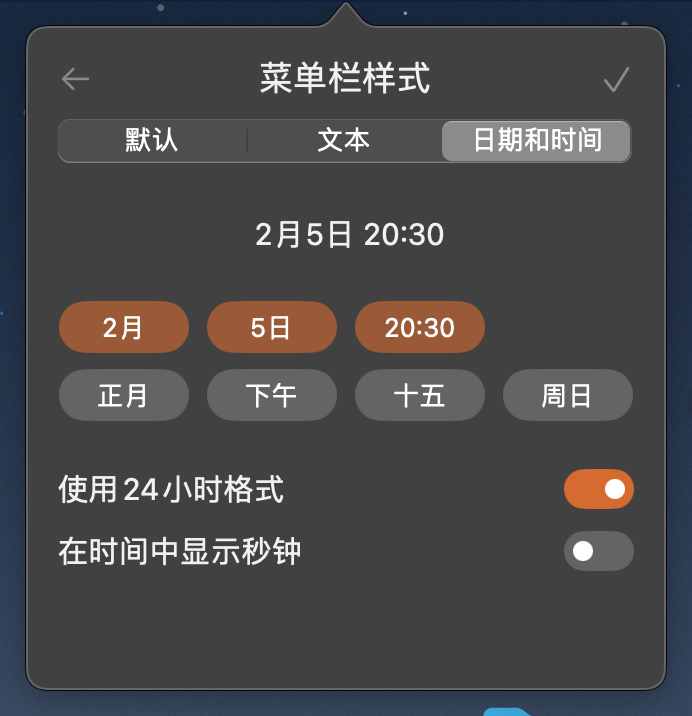 菜单栏样式
默认 文本 日期和时间
2月5日 20:30
2月 5日 20:30
正月 下午 十五 周日
使用24小时格式
在时间中显示秒钟